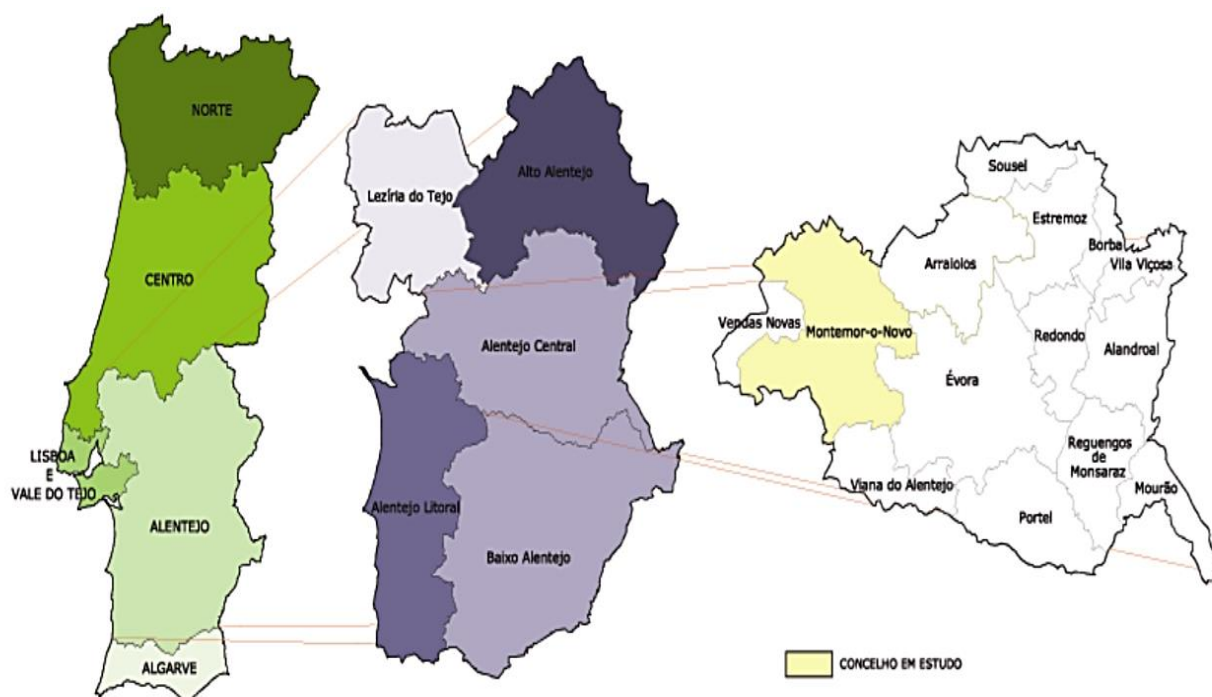 NORTE
CENTRO
LISBOA
E
VALE DO TEJO
ALENTEJO
ALGARVE
Lezíria do Tejo
Alto Alentejo
Alentejo Central
Alentejo Litoral
Baixo Alentejo
Sousel
Estremoz
Borba
Vila Viçosa
Arraiolos
Vendas Novas
Montemor-o-Novo
Redondo
Alandroal
Évora
Reguengos
de
Monsaraz
Mourão
Viana do Alentejo
Portel
CONCELHO EM ESTUDO